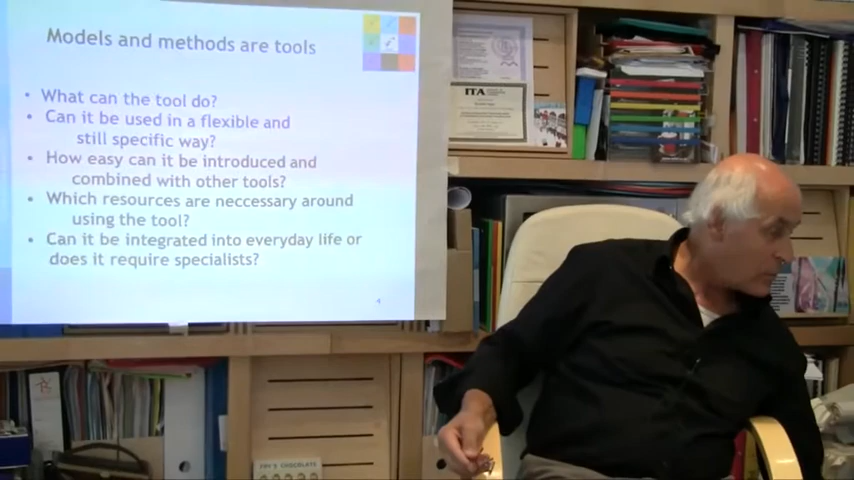 Models and methods are tools
• What can the tool do?
• Can it be used in a flexible and
still specific way?
• How easy can it be introduced and
combined with other tools?
• Which resources are neccessary around
using the tool?
• Can it be integrated into everyday life or
does it require specialists?
4
ITA